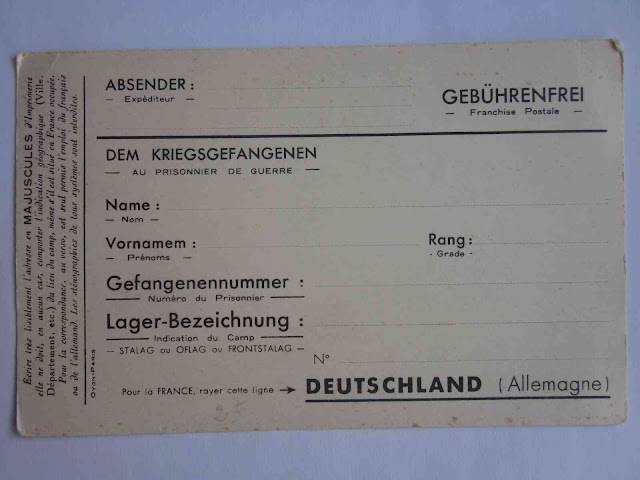 Ecrire très lisiblement l'adresse en MAJUSCULES d'Imprimerie
elle ne doit, en aucun cas, comporter l'indication géographique (Ville,
Département, etc.) du lieu du camp, même s'il est situé en France occupée.
Pour la correspondance, au verso, est seul permis l'emploi du français
ou de l'allemand. Les sténographies de tous systèmes sont interdites.
OYON-PARIS
ABSENDER :
— Expéditeur —
GEBÜHRENFREI
— Franchise Postale —
DEM KRIEGSGEFANGENEN
— AU PRISONNIER DE GUERRE —
Name :
— Nom —
Vornamem :
— Prénoms —
Rang :
- Grade -
Gefangenennummer :
— Numéro du Prisonnier
Lager-Bezeichnung :
— Indication du Camp
— STALAG OU OFLAG OU FRONTSTALAG —
N°
Pour la FRANCE, rayer cette ligne → DEUTSCHLAND (Allemagne)